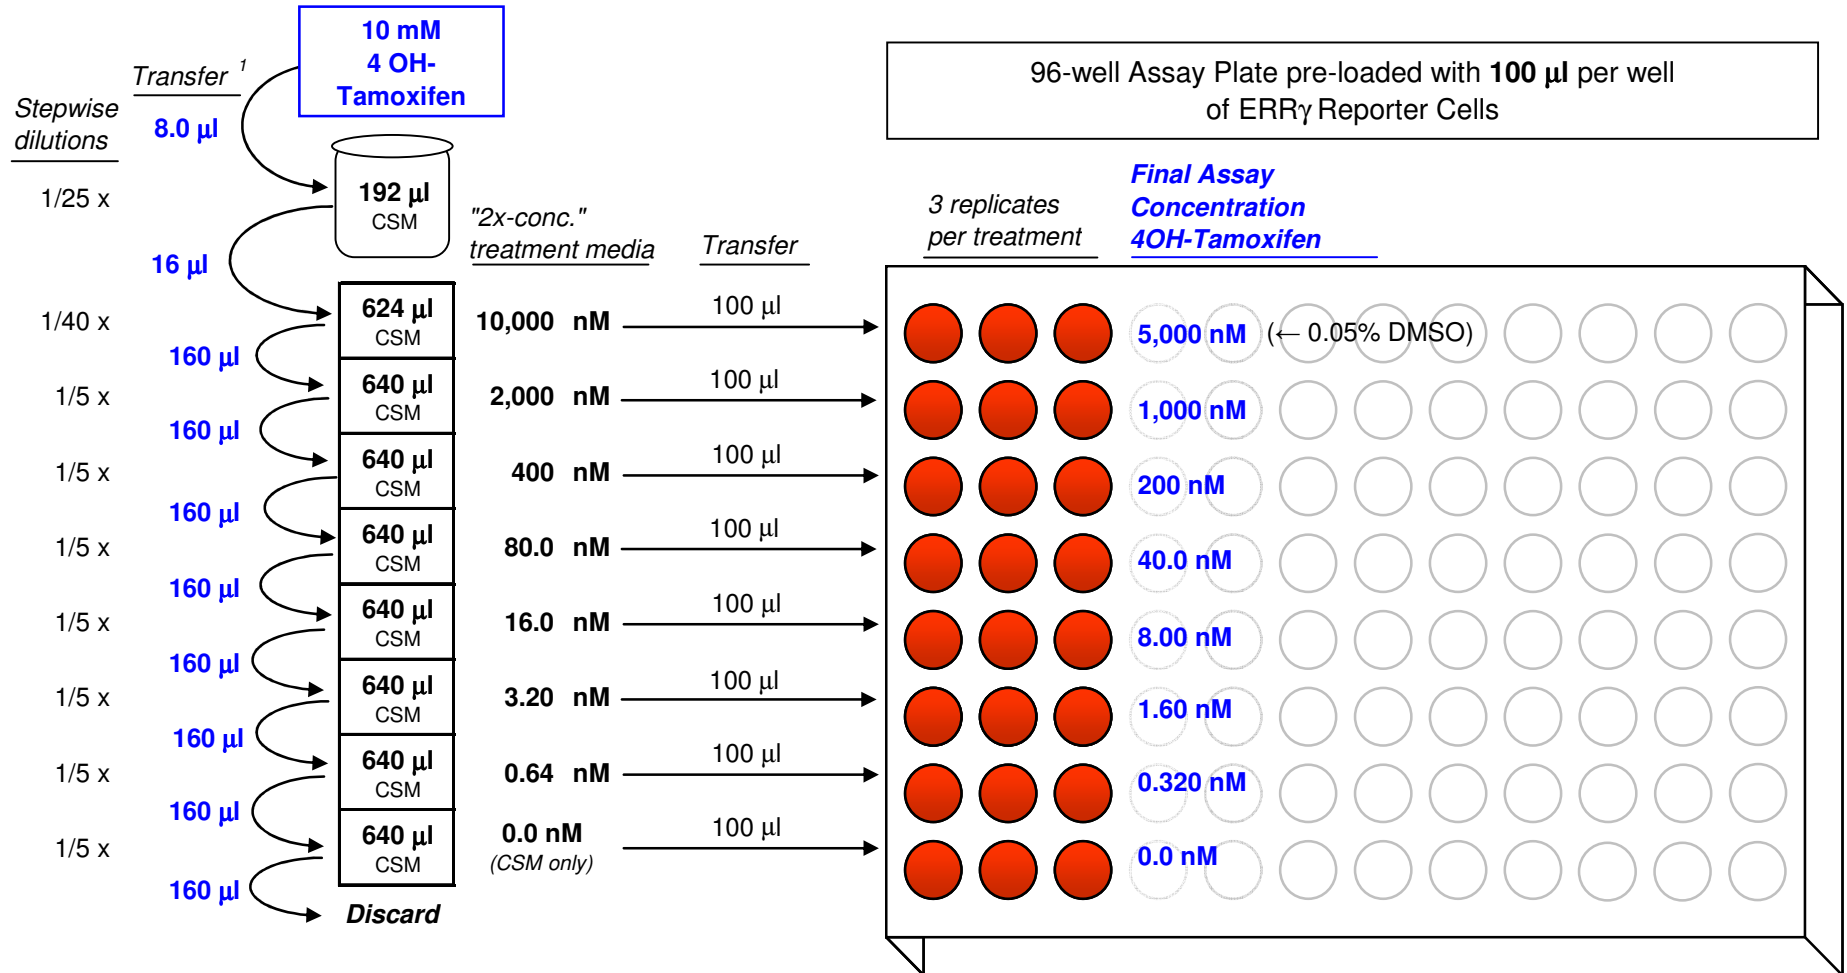 10 mM
4 OH-
Tamoxifen
Transfer 1
Stepwise
dilutions
8.0 µl
96-well Assay Plate pre-loaded with 100 µl per well
of ERRγ Reporter Cells
1/25 x
192 µl
CSM
16 µl
"2x-conc."
treatment media
Transfer
3 replicates
per treatment
Final Assay
Concentration
4OH-Tamoxifen
1/40 x
624 µl
CSM
10,000 nM
100 µl
5,000 nM (← 0.05% DMSO)
160 µl
1/5 x
640 µl
CSM
2,000 nM
100 µl
1,000 nM
160 µl
1/5 x
640 µl
CSM
400 nM
100 µl
200 nM
160 µl
1/5 x
640 µl
CSM
80.0 nM
100 µl
40.0 nM
160 µl
1/5 x
640 µl
CSM
16.0 nM
100 µl
8.00 nM
160 µl
1/5 x
640 µl
CSM
3.20 nM
100 µl
1.60 nM
160 µl
1/5 x
640 µl
CSM
0.64 nM
100 µl
0.320 nM
160 µl
1/5 x
640 µl
CSM
0.0 nM
(CSM only)
100 µl
0.0 nM
160 µl
Discard